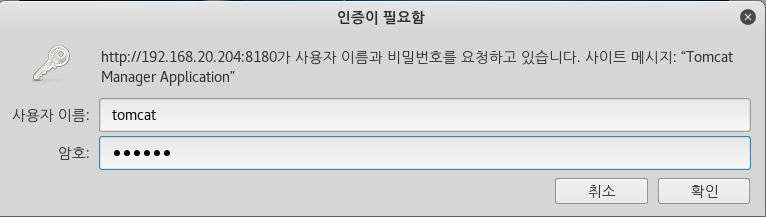 인증이 필요함
http://192.168.20.204:8180가 사용자 이름과 비밀번호를 요청하고 있습니다. 사이트 메시지: “Tomcat
Manager Application”
사용자 이름: tomcat
암호: ●●●●●●
취소 확인